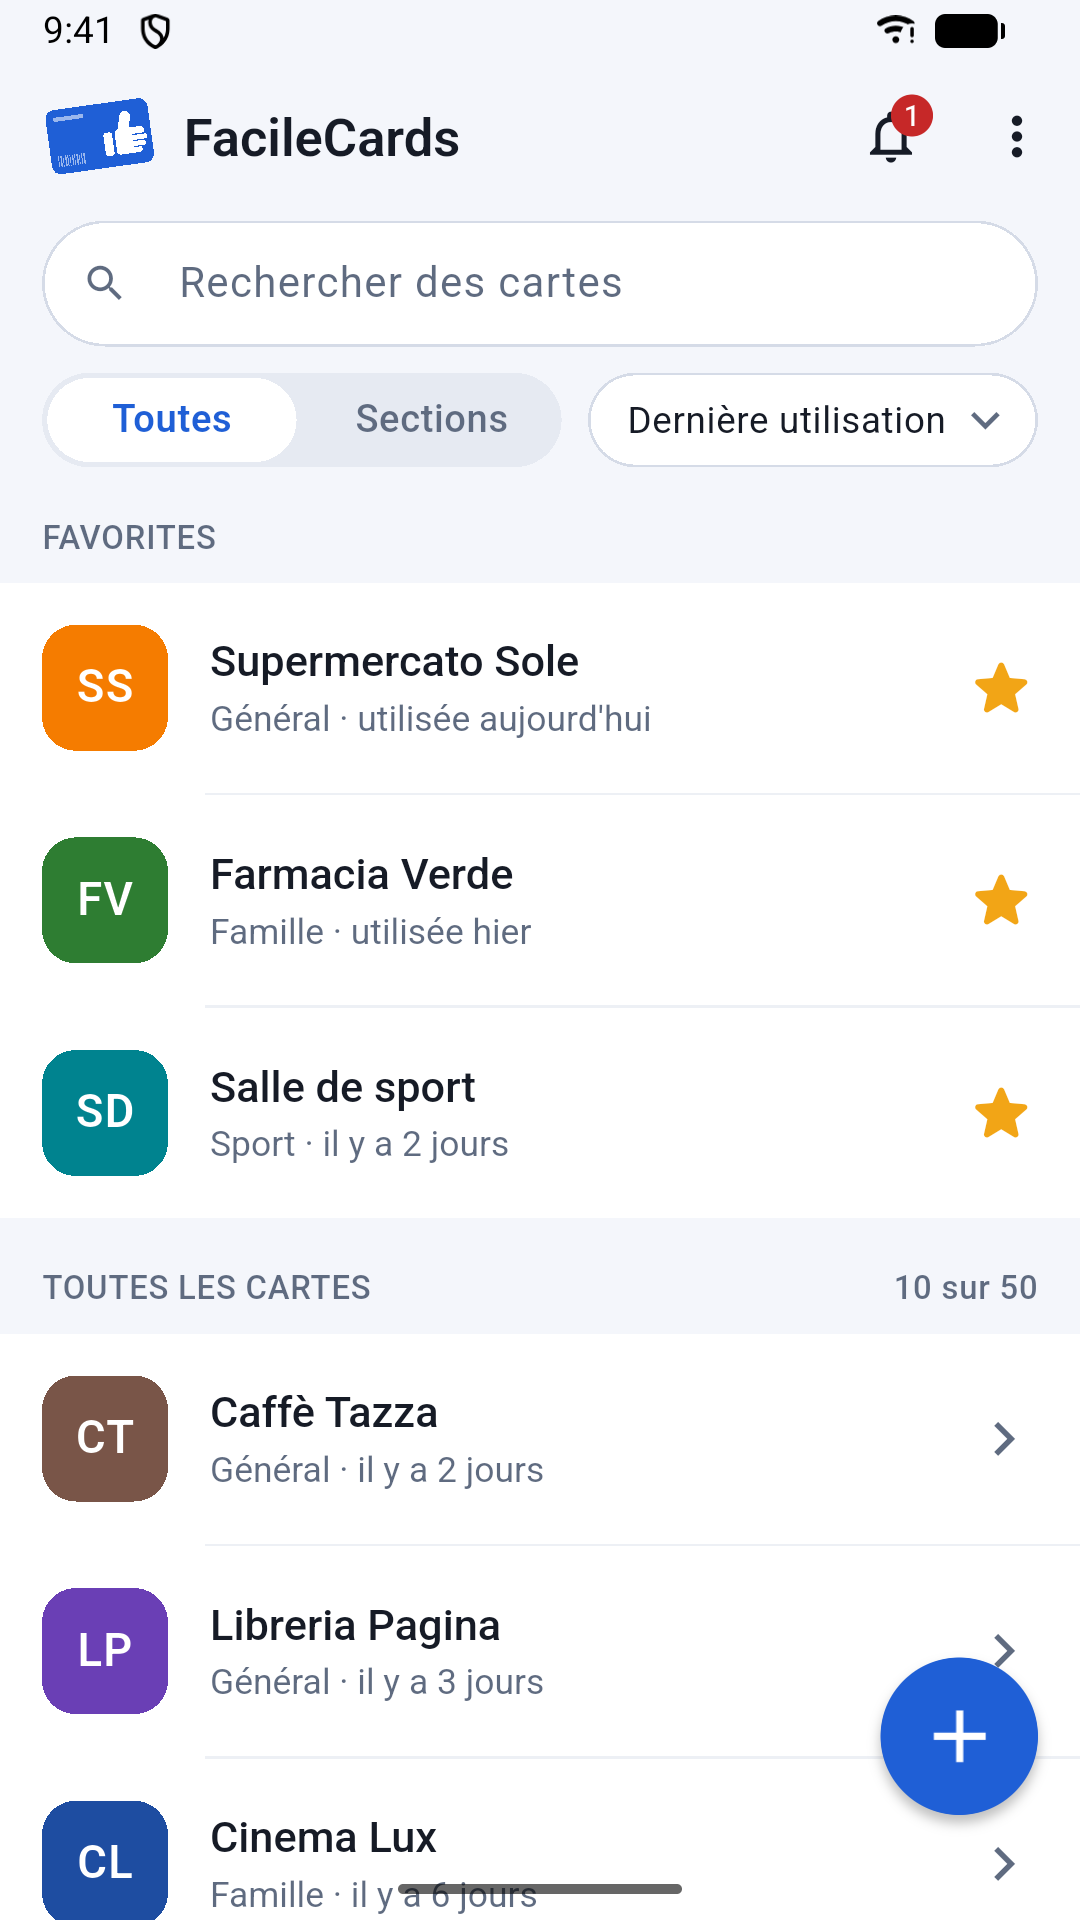 9:41
FacileCards
1
Rechercher des cartes
Toutes
Sections
Dernière utilisation
FAVORITES
SS
Supermercato Sole
Général · utilisée aujourd'hui
FV
Farmacia Verde
Famille · utilisée hier
SD
Salle de sport
Sport · il y a 2 jours
TOUTES LES CARTES
10 sur 50
CT
Caffè Tazza
Général · il y a 2 jours
LP
Libreria Pagina
Général · il y a 3 jours
CL
Cinema Lux
Famille · il y a 6 jours